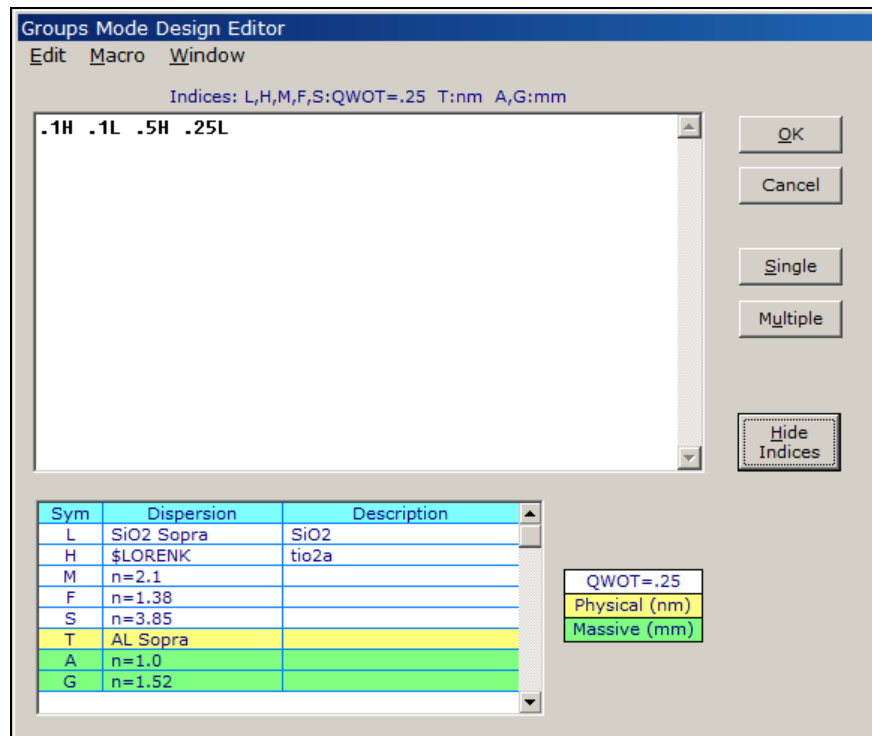 Groups Mode Design Editor
Edit Macro Window
Indices: L,H,M,F,S:QWOT=.25 T:nm A,G:mm
.1H .1L .5H .25L
OK
Cancel
Single
Multiple
Hide
Indices
Sym Dispersion Description
L SiO2 Sopra SiO2
H $LORENK tio2a
M n=2.1
F n=1.38
S n=3.85
T AL Sopra
A n=1.0
G n=1.52
QWOT=.25
Physical (nm)
Massive (mm)